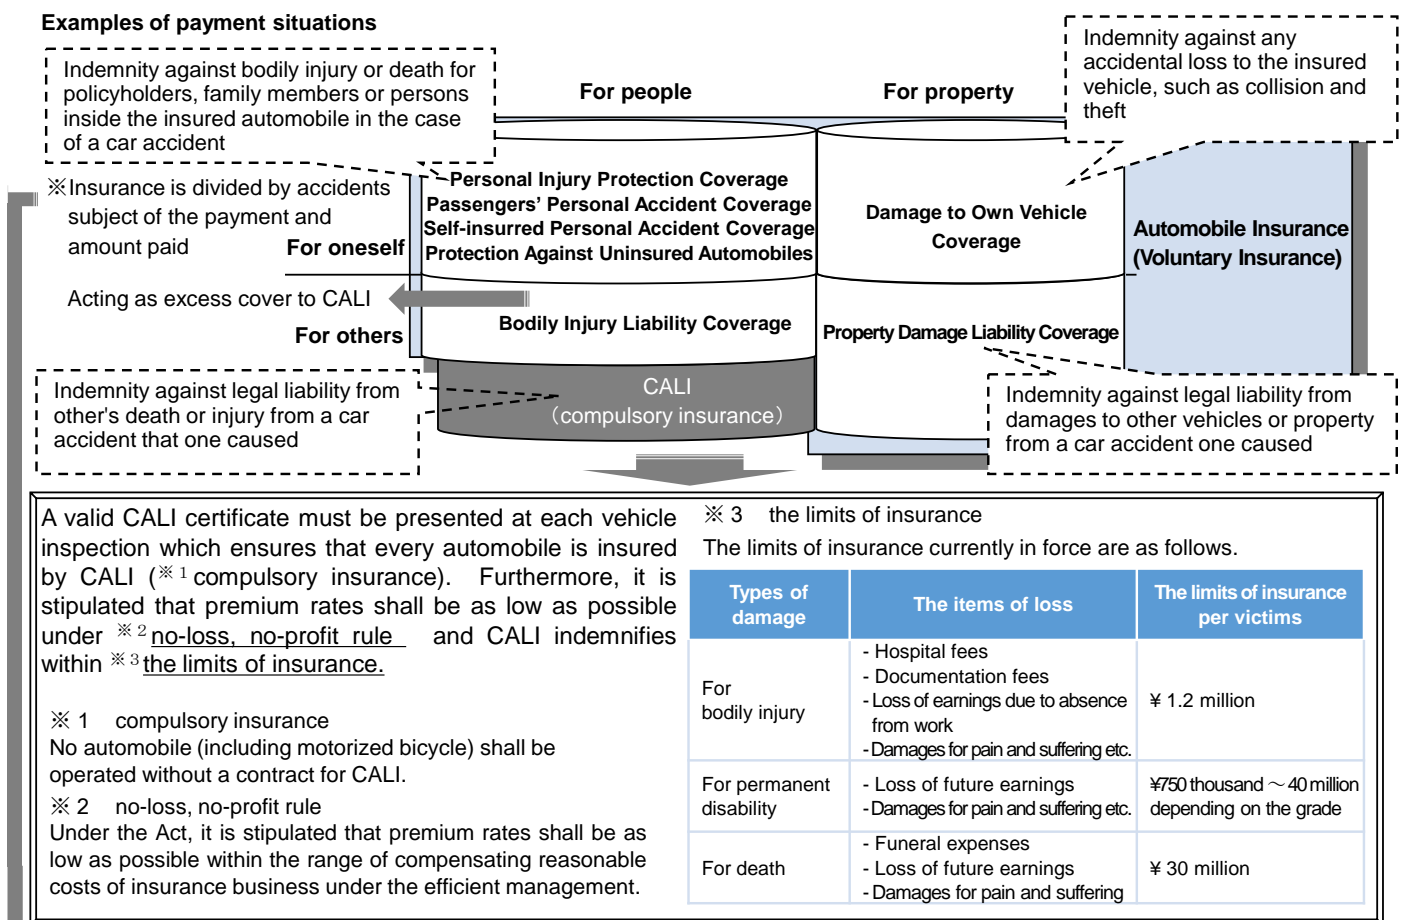 Examples of payment situations
Indemnity against bodily injury or death for
policyholders, family members or persons
inside the insured automobile in the case
of a car accident
For people
For property
Indemnity against any
accidental loss to the insured
vehicle, such as collision and
theft
※Insurance is divided by accidents
subject of the payment and
amount paid
For oneself
Personal Injury Protection Coverage
Passengers’ Personal Accident Coverage
Self-insurred Personal Accident Coverage
Protection Against Uninsured Automobiles
Damage to Own Vehicle
Coverage
Automobile Insurance
(Voluntary Insurance)
Acting as excess cover to CALI
For others
Bodily Injury Liability Coverage
Property Damage Liability Coverage
Indemnity against legal liability from
other's death or injury from a car
accident that one caused
CALI
（compulsory insurance）
Indemnity against legal liability from
damages to other vehicles or property
from a car accident one caused
A valid CALI certificate must be presented at each vehicle
inspection which ensures that every automobile is insured
by CALI (※1 compulsory insurance). Furthermore, it is
stipulated that premium rates shall be as low as possible
under ※2 no-loss, no-profit rule and CALI indemnifies
within ※3 the limits of insurance.
※ 1 compulsory insurance
No automobile (including motorized bicycle) shall be
operated without a contract for CALI.
※ 2 no-loss, no-profit rule
Under the Act, it is stipulated that premium rates shall be as
low as possible within the range of compensating reasonable
costs of insurance business under the efficient management.
※ 3 the limits of insurance
The limits of insurance currently in force are as follows.
Types of
damage
The items of loss
The limits of insurance
per victims
For
bodily injury
- Hospital fees
- Documentation fees
- Loss of earnings due to absence
from work
- Damages for pain and suffering etc.
¥ 1.2 million
For permanent
disability
- Loss of future earnings
- Damages for pain and suffering etc.
¥750 thousand ～ 40 million
depending on the grade
For death
- Funeral expenses
- Loss of future earnings
- Damages for pain and suffering
¥ 30 million